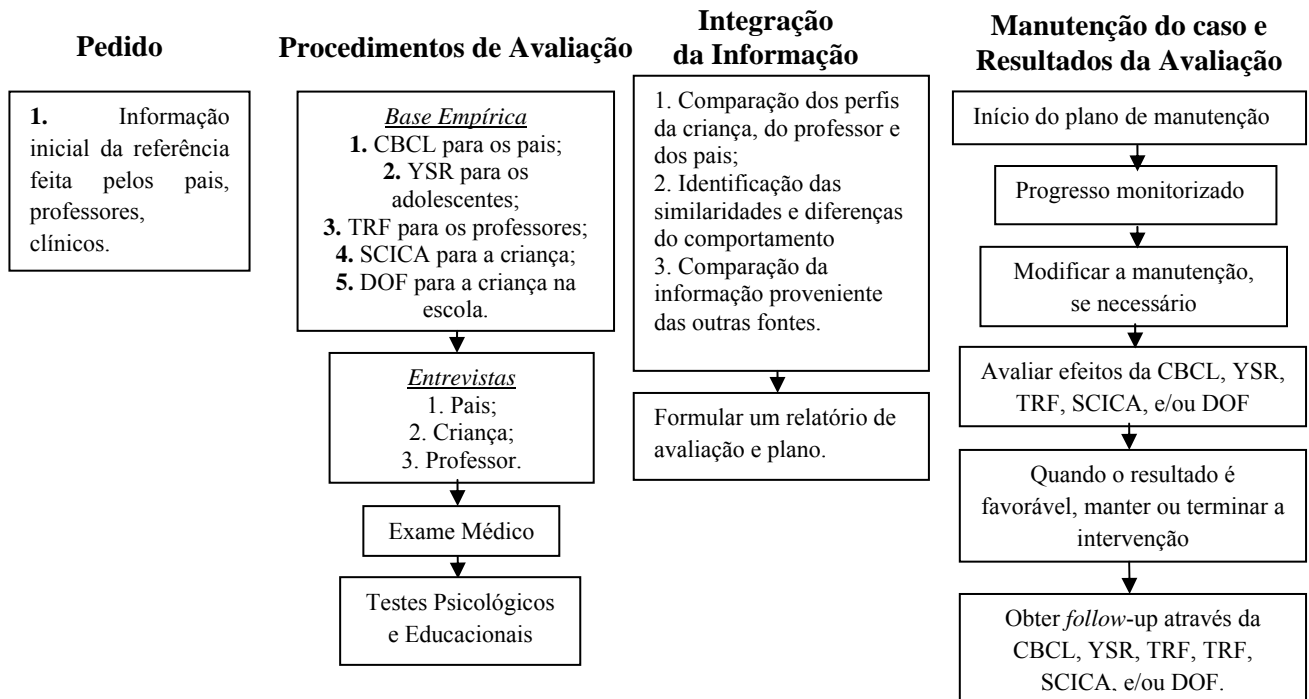 Pedido
1. Informação
inicial da referência
feita pelos pais,
professores,
clínicos.
Procedimentos de Avaliação
Base Empírica
1. CBCL para os pais;
2. YSR para os
adolescentes;
3. TRF para os professores;
4. SCICA para a criança;
5. DOF para a criança na
escola.
Entrevistas
1. Pais;
2. Criança;
3. Professor.
Exame Médico
Testes Psicológicos
e Educacionais
Integração
da Informação
1. Comparação dos perfis
da criança, do professor e
dos pais;
2. Identificação das
similaridades e diferenças
do comportamento
3. Comparação da
informação proveniente
das outras fontes.
Formular um relatório de
avaliação e plano.
Manutenção do caso e
Resultados da Avaliação
Início do plano de manutenção
Progresso monitorizado
Modificar a manutenção,
se necessário
Avaliar efeitos da CBCL, YSR,
TRF, SCICA, e/ou DOF
Quando o resultado é
favorável, manter ou terminar a
intervenção
Obter follow-up através da
CBCL, YSR, TRF, TRF,
SCICA, e/ou DOF.